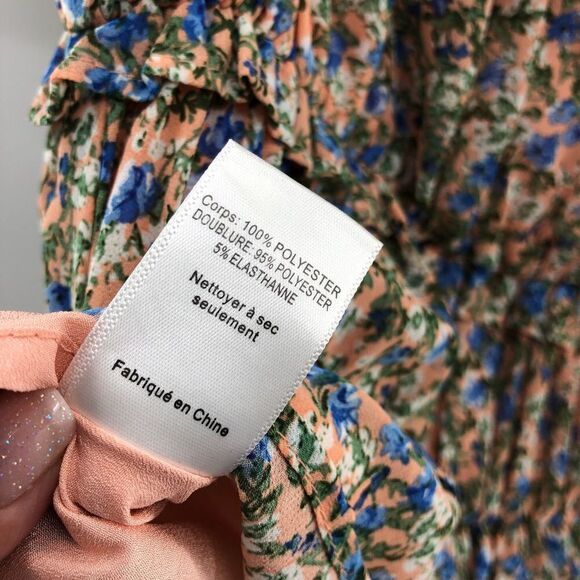 Corps: 100% POLYESTER
DOUBLURE: 95% POLYESTER
5% ELASTHANNE
Nettoyer à sec
seulement
Fabriqué en Chine